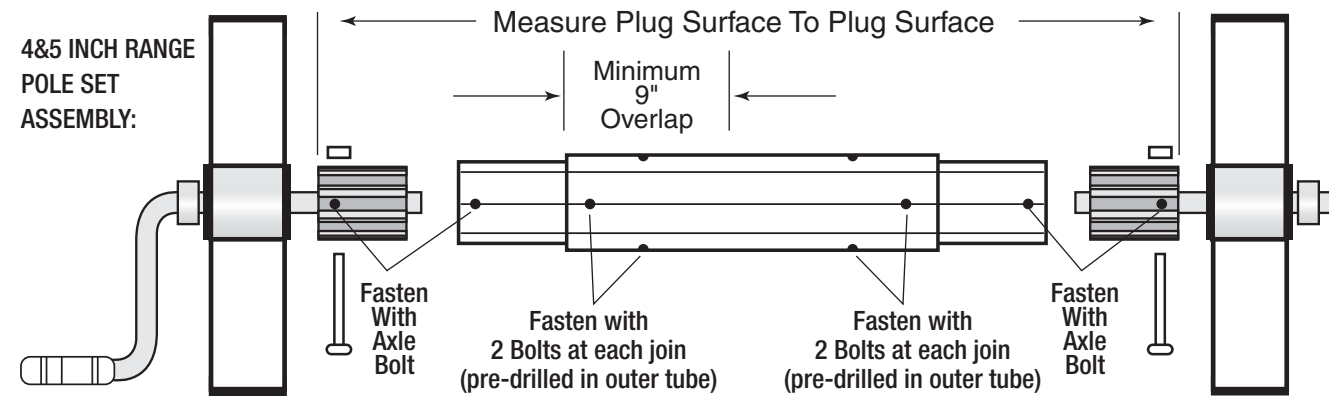 Measure Plug Surface To Plug Surface
4&5 INCH RANGE
POLE SET
ASSEMBLY:
Minimum
9"
Overlap
Fasten
With
Axle
Bolt
Fasten with
2 Bolts at each join
(pre-drilled in outer tube)
Fasten with
2 Bolts at each join
(pre-drilled in outer tube)
Fasten
With
Axle
Bolt